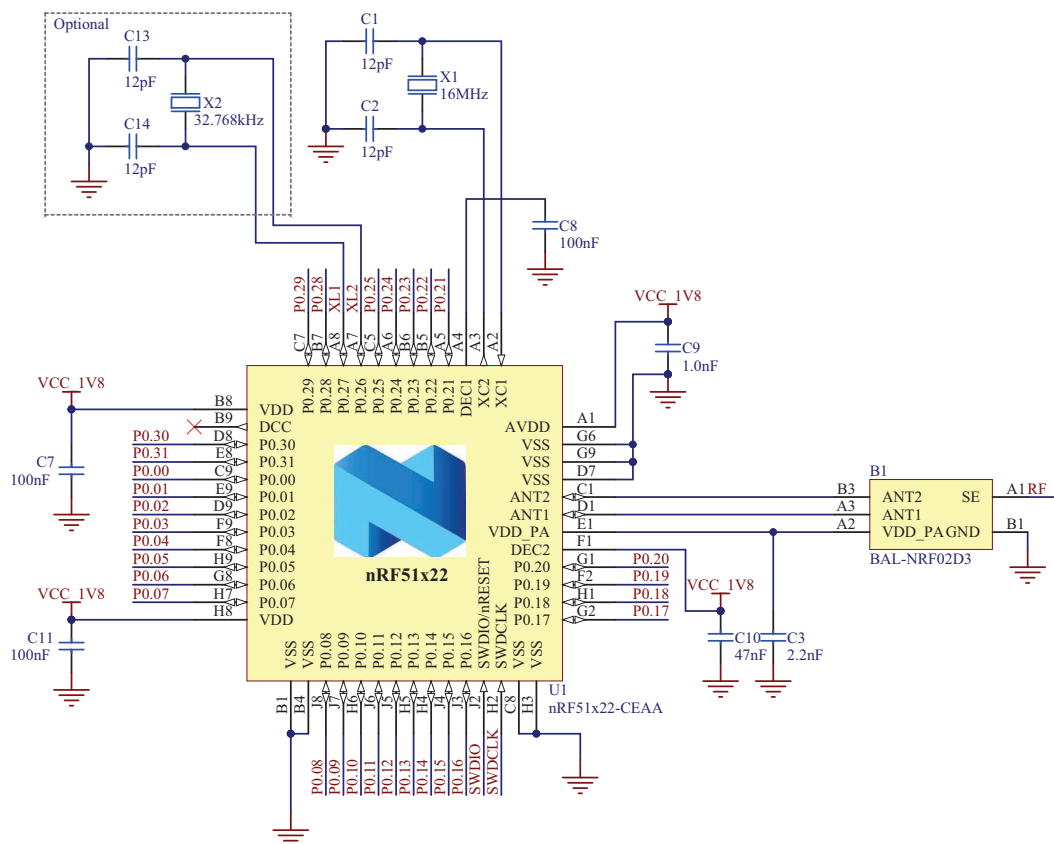 Optional
C13
12pF
X2
32.768kHz
C14
12pF
C1
12pF
X1
16MHz
C2
12pF
C8
100nF
P0.29
P0.28
XL1
XL2
P0.25
P0.24
P0.23
P0.22
P0.21
C7
B7
A8
A7
C5
A6
B6
B5
A5
A4
A3
A2
P0.29
P0.28
P0.27
P0.26
P0.25
P0.24
P0.23
P0.22
P0.21
DEC1
XC2
XC1
VCC_1V8
C7
100nF
B8 VDD
B9 DCC
P0.30 D8 P0.30
P0.31 E8 P0.31
P0.00 C9 P0.00
P0.01 E9 P0.01
P0.02 D9 P0.02
P0.03 F9 P0.03
P0.04 F8 P0.04
P0.05 H9 P0.05
P0.06 G8 P0.06
P0.07 H7 P0.07
VCC_1V8
H8 VDD
C11
100nF
nRF51x22
VCC_1V8
C9
1.0nF
AVDD A1
VSS G6
VSS G9
VSS D7
ANT2 C1
ANT1 D1
VDD_PA E1
DEC2 F1
P0.20 G1 P0.20
P0.19 F2 P0.19
P0.18 H1 P0.18
P0.17 G2 P0.17
VCC_1V8
C10
47nF
C3
2.2nF
B1
B3 ANT2 SE A1 RF
A3 ANT1
A2 VDD_PAGND B1
BAL-NRF02D3
VSS
VSS
P0.08
P0.09
P0.10
P0.11
P0.12
P0.13
P0.14
P0.15
P0.16
SWDIO/nRESET
SWDCLK
VSS
VSS
U1
nRF51x22-CEAA
B1
B4
J8
J7
H6
J6
J5
H5
H4
J4
J3
J2
H2
C8
H3
P0.08
P0.09
P0.10
P0.11
P0.12
P0.13
P0.14
P0.15
P0.16
SWDIO
SWDCLK